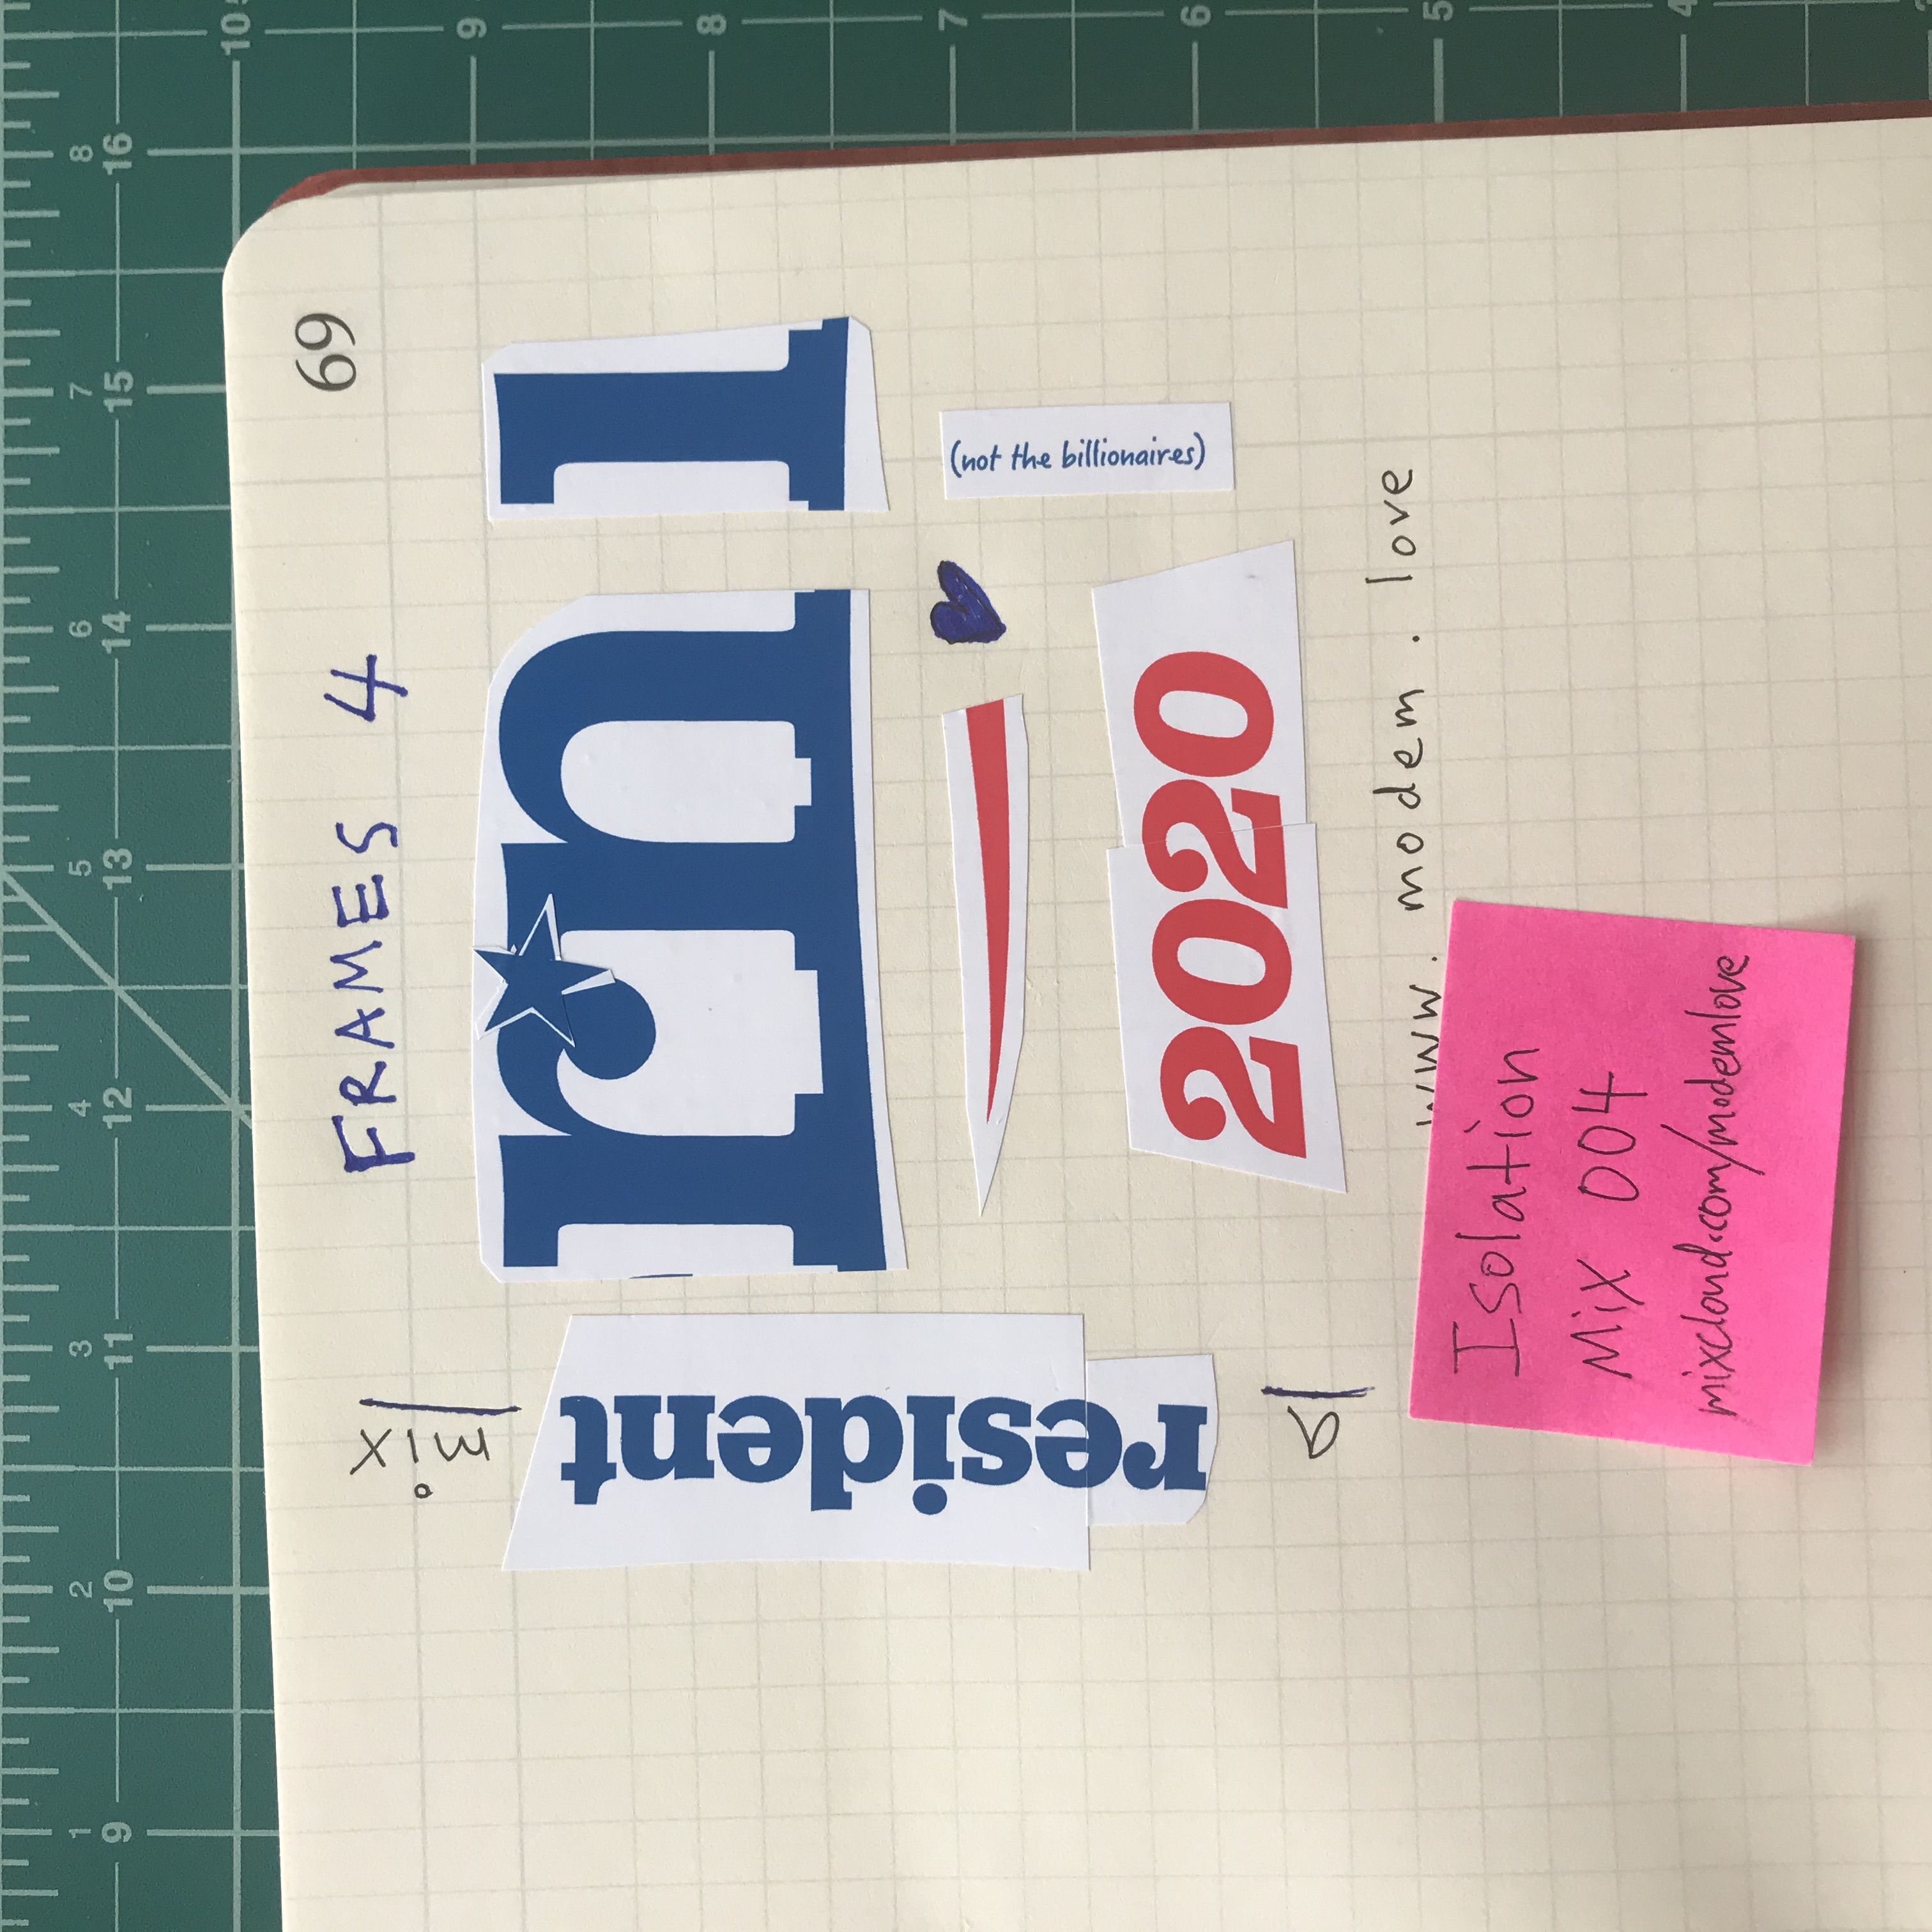 1 2 3 4 5 6 7 8
9 10 11 12 13 14 15 16
69
FRAMES 4
a resident mix
rn l
(not the billionaires)
2020
www. modem . love
Isolation
Mix 004
mixcloud.com/modemlove
10
9
8
7
6
5
4